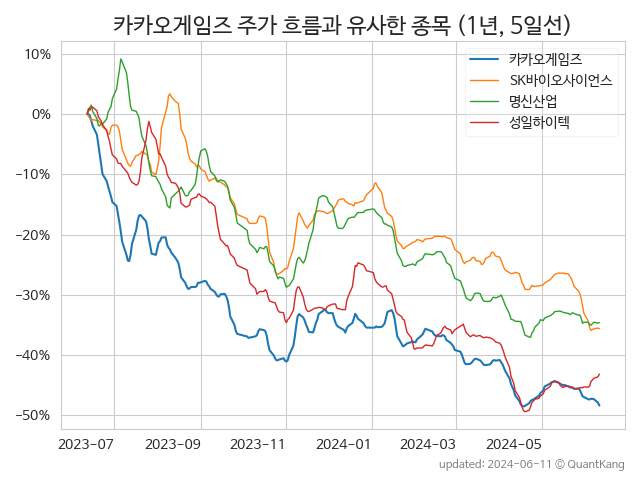 카카오게임즈 주가 흐름과 유사한 종목 (1년, 5일선)
카카오게임즈
SK바이오사이언스
명신산업
성일하이텍
10%
0%
−10%
−20%
−30%
−40%
−50%
2023-07 2023-09 2023-11 2024-01 2024-03 2024-05
updated: 2024-06-11 © QuantKang